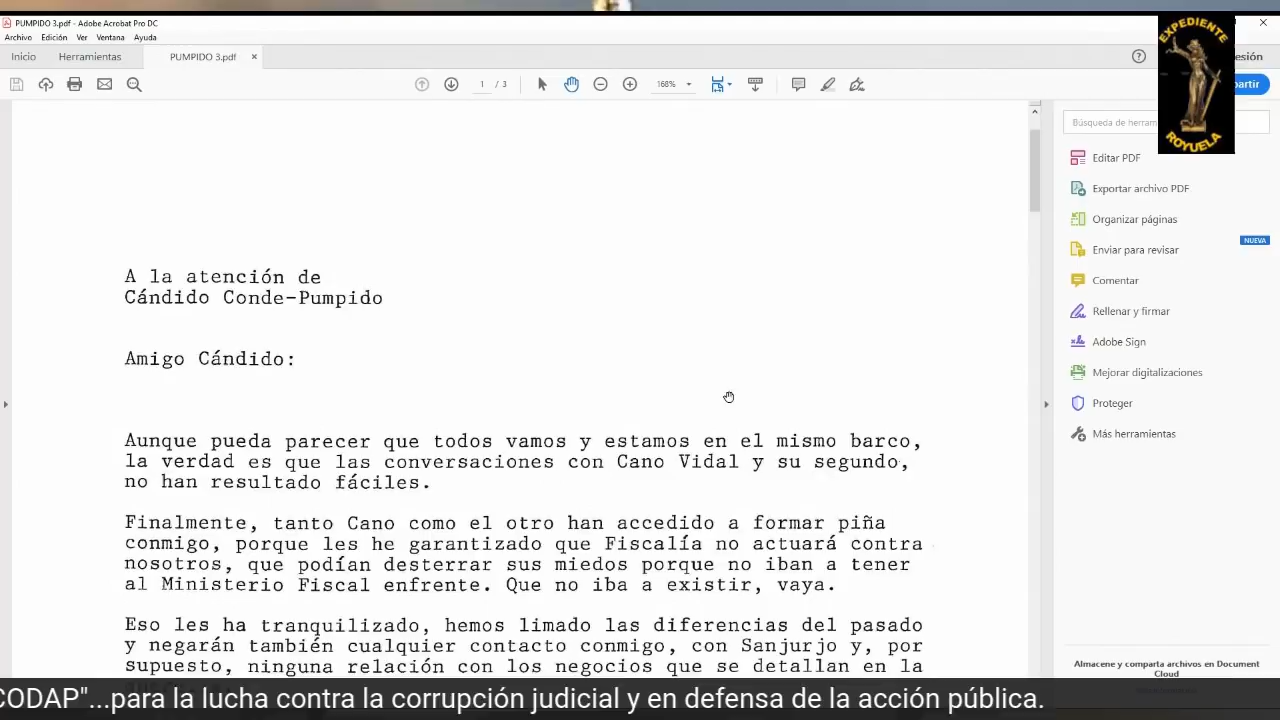 PUMPIDO 3.pdf - Adobe Acrobat Pro DC
Archivo Edición Ver Ventana Ayuda
Inicio Herramientas PUMPIDO 3.pdf
esión
1 / 3
168%
partir
EXPEDIENTE
ROYUELA
Búsqueda de herram
Editar PDF
Exportar archivo PDF
Organizar páginas
NUEVA
Enviar para revisar
Comentar
Rellenar y firmar
Adobe Sign
Mejorar digitalizaciones
Proteger
Más herramientas
Almacene y comparta archivos en Document
Cloud
A la atención de
Cándido Conde-Pumpido
Amigo Cándido:
Aunque pueda parecer que todos vamos y estamos en el mismo barco,
la verdad es que las conversaciones con Cano Vidal y su segundo,
no han resultado fáciles.
Finalmente, tanto Cano como el otro han accedido a formar piña
conmigo, porque les he garantizado que Fiscalía no actuará contra
nosotros, que podían desterrar sus miedos porque no iban a tener
al Ministerio Fiscal enfrente. Que no iba a existir, vaya.
Eso les ha tranquilizado, hemos limado las diferencias del pasado
y negarán también cualquier contacto conmigo, con Sanjurjo y, por
supuesto, ninguna relación con los negocios que se detallan en la
CODAP"...para la lucha contra la corrupción judicial y en defensa de la acción pública.